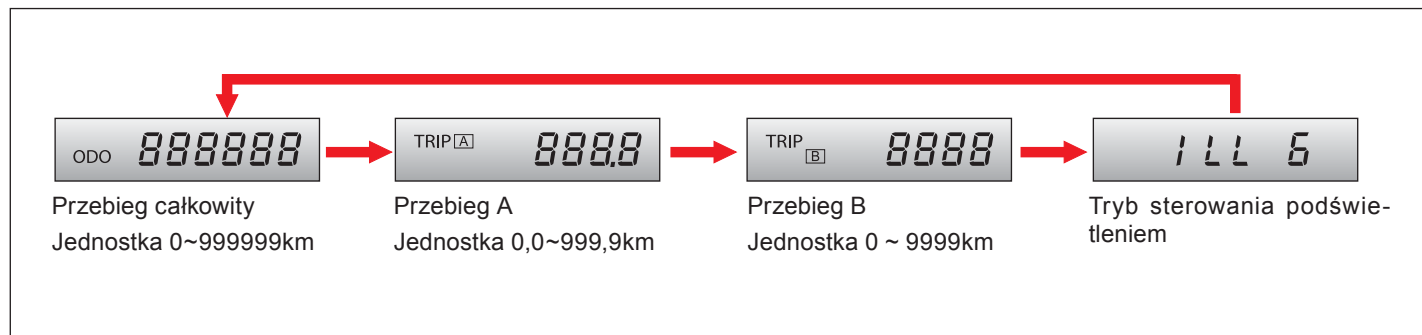 ODO 888888
Przebieg całkowity
Jednostka 0~999999km
TRIP A 888.8
Przebieg A
Jednostka 0,0~999,9km
TRIP B 8888
Przebieg B
Jednostka 0 ~ 9999km
ILL 6
Tryb sterowania podświe-
tleniem